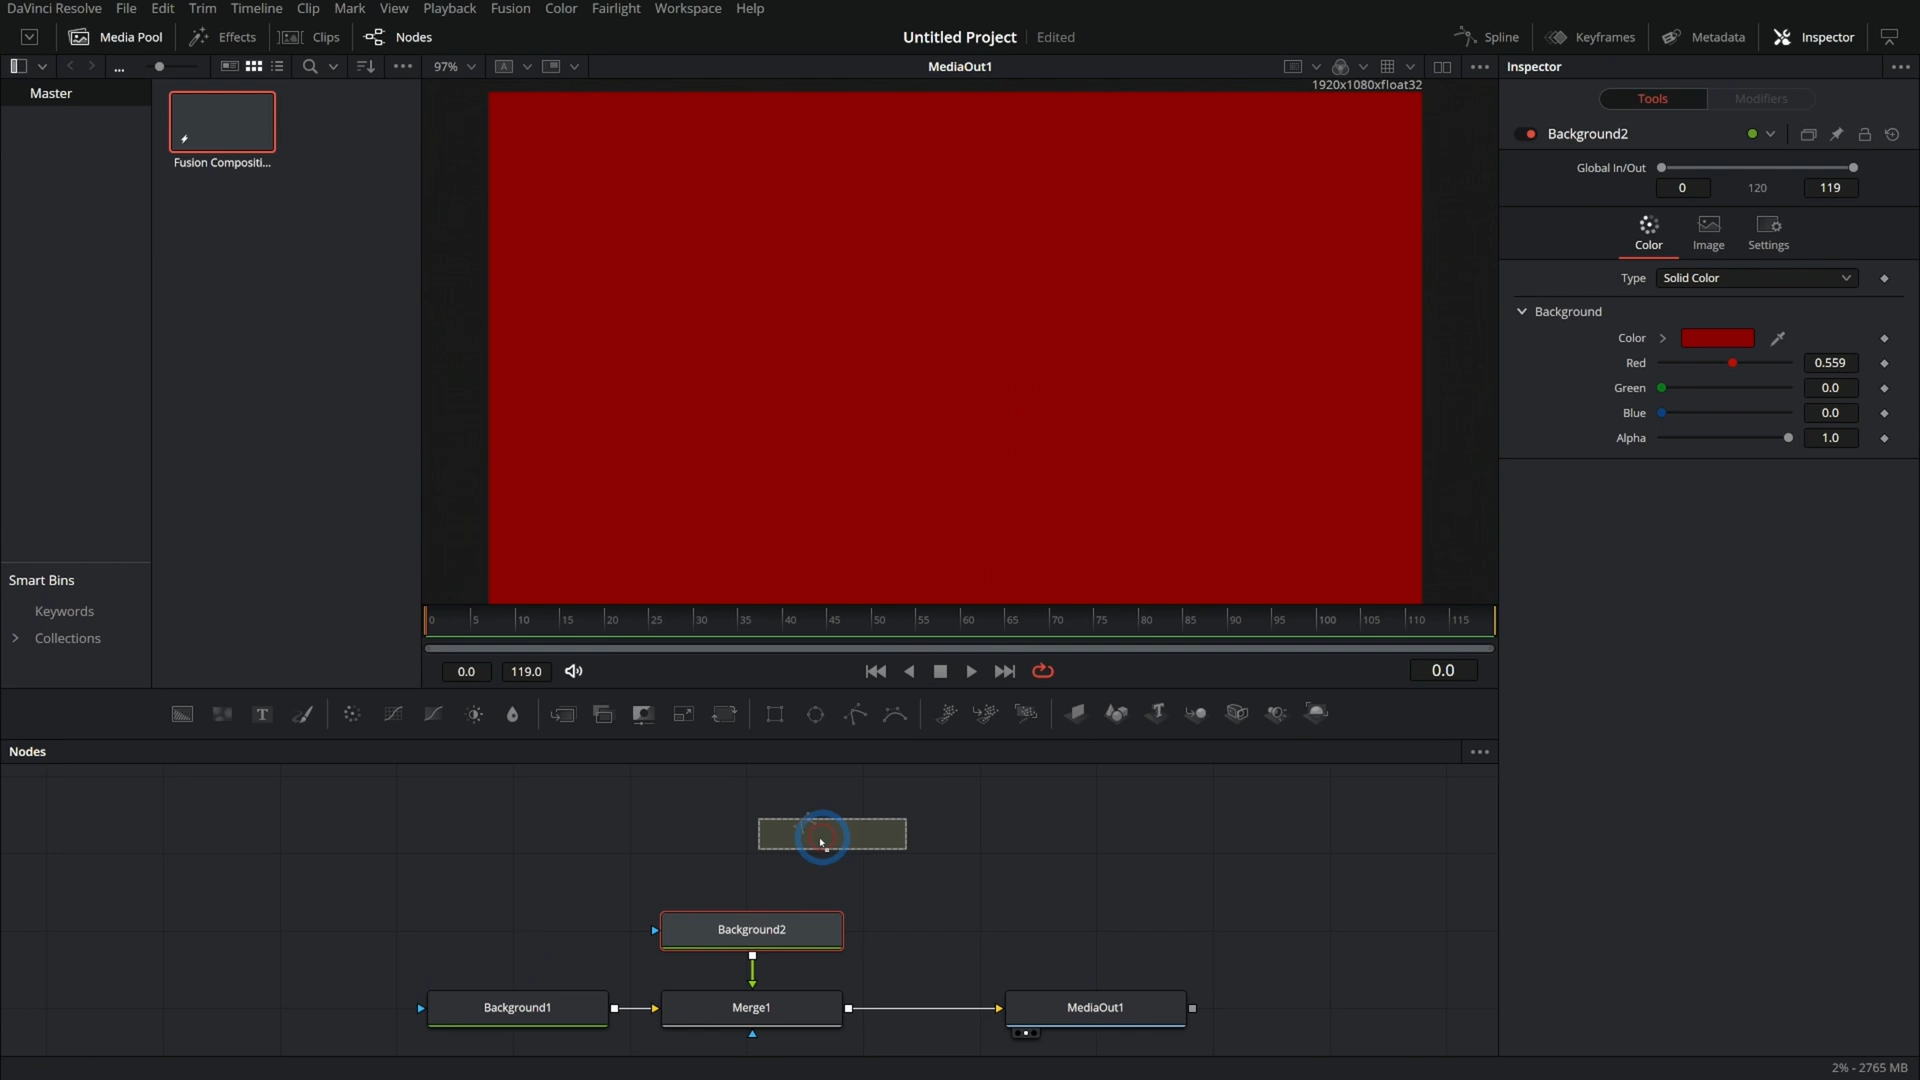 DaVinci Resolve File Edit Trim Timeline Clip Mark View Playback Fusion Color Fairlight Workspace Help
Media Pool Effects Clips Nodes Untitled Project Edited Spline Keyframes Metadata Inspector
... 97% A MediaOut1 Inspector
1920x1080xfloat32
Master
Fusion Compositi...
Tools Modifiers
Background2
Global In/Out
0 120 119
Color Image Settings
Type Solid Color
Background
Color
Red 0.559
Green 0.0
Blue 0.0
Alpha 1.0
Smart Bins
Keywords
Collections
0 5 10 15 20 25 30 35 40 45 50 55 60 65 70 75 80 85 90 95 100 105 110 115
0.0 119.0 0.0
T T
Nodes
Background2
Background1 Merge1 MediaOut1
2% - 2765 MB